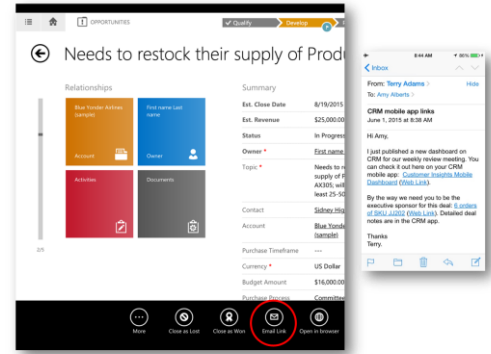 1 OPPORTUNITIES
Qualify
Develop
Needs to restock their supply of Produ
Relationships
Blue Yonder Airlines
(sample)
Account
First name Last
name
Owner
Activities
Documents
2/5
Summary
Est. Close Date 8/19/2015
Est. Revenue $25,000.00
Status In Progress
Owner * First name
Topic * Needs to re
supply of P
AX305; will
least 25-50
Contact Sidney Hig
Account Blue Yonde
(sample)
Purchase Timeframe ---
Currency * US Dollar
Budget Amount $16,000.00
Purchase Process Committee
More
Close as Lost
Close as Won
Email Link
Open in browser
8:44 AM
Inbox
From: Terry Adams > Hide
To: Amy Alberts >
CRM mobile app links
June 1, 2015 at 8:38 AM
Hi Amy,
I just published a new dashboard on
CRM for our weekly review meeting. You
can check it out here on your CRM
mobile app: Customer Insights Mobile
Dashboard (Web Link).
By the way we need you to be the
executive sponsor for this deal: 6 orders
of SKU JJ202 (Web Link). Detailed deal
notes are in the CRM app.
Thanks
Terry.